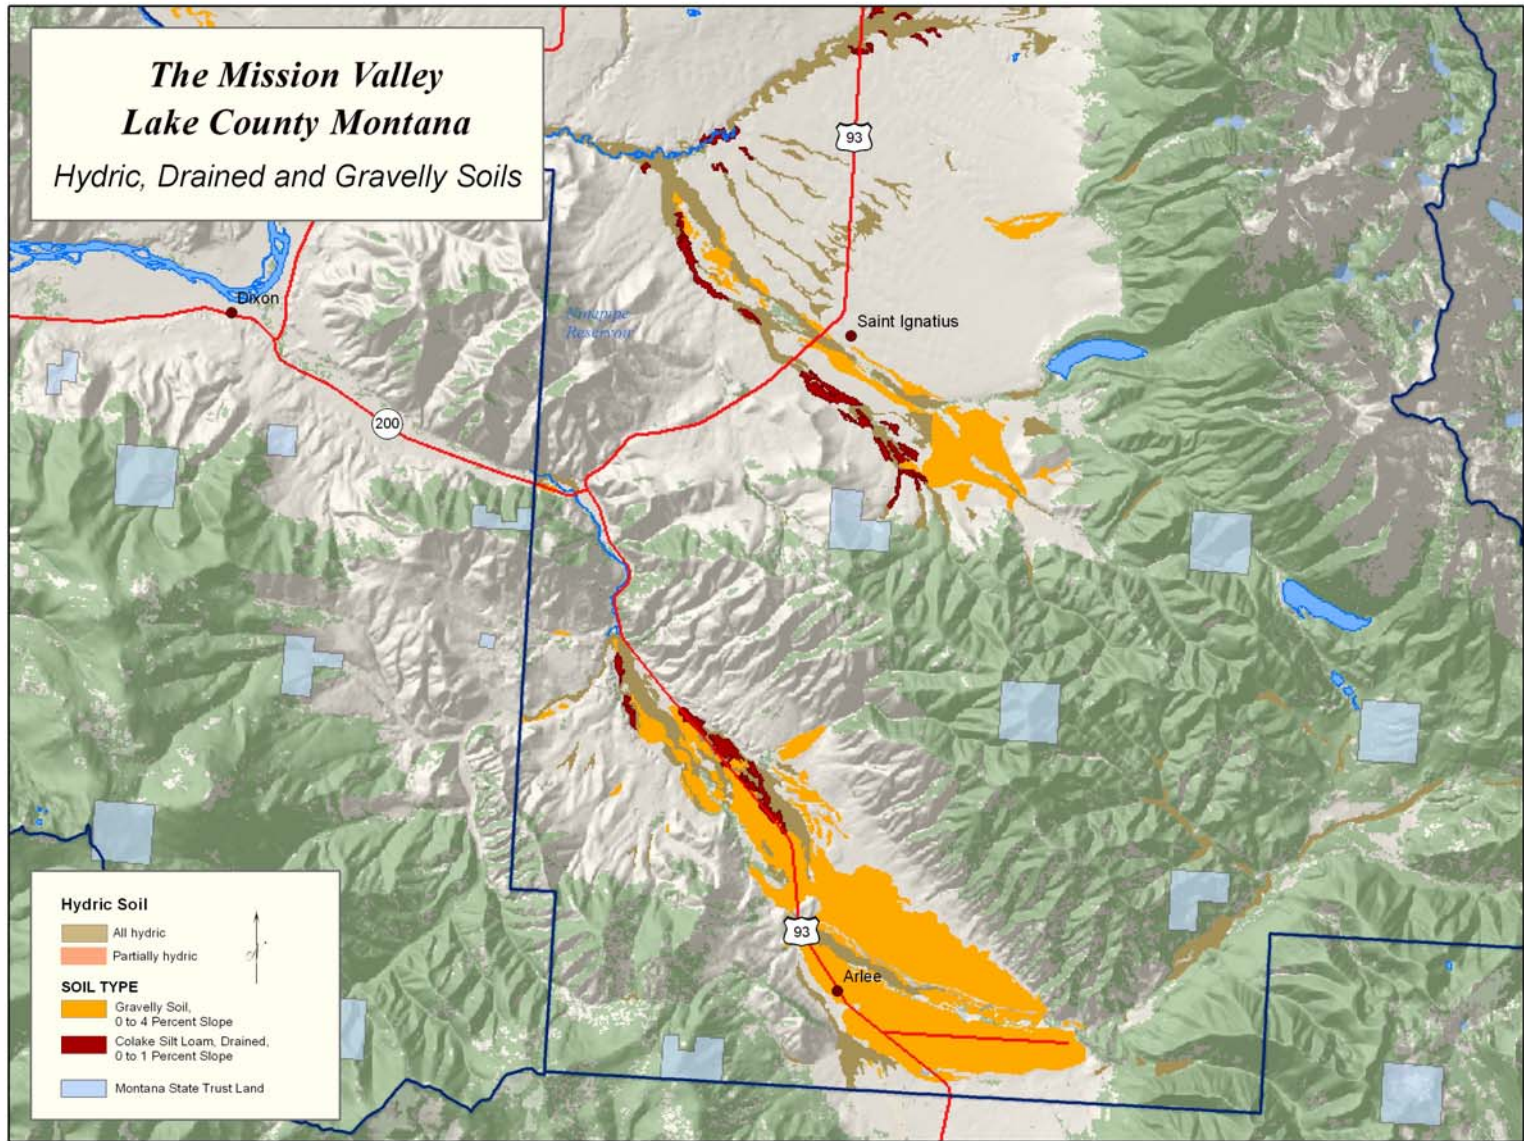 The Mission Valley
Lake County Montana
Hydric, Drained and Gravelly Soils
93
Dixon
Ninepipe
Reservoir
Saint Ignatius
200
93
Arlee
Hydric Soil
All hydric
Partially hydric
SOIL TYPE
Gravelly Soil,
0 to 4 Percent Slope
Colake Silt Loam, Drained,
0 to 1 Percent Slope
Montana State Trust Land